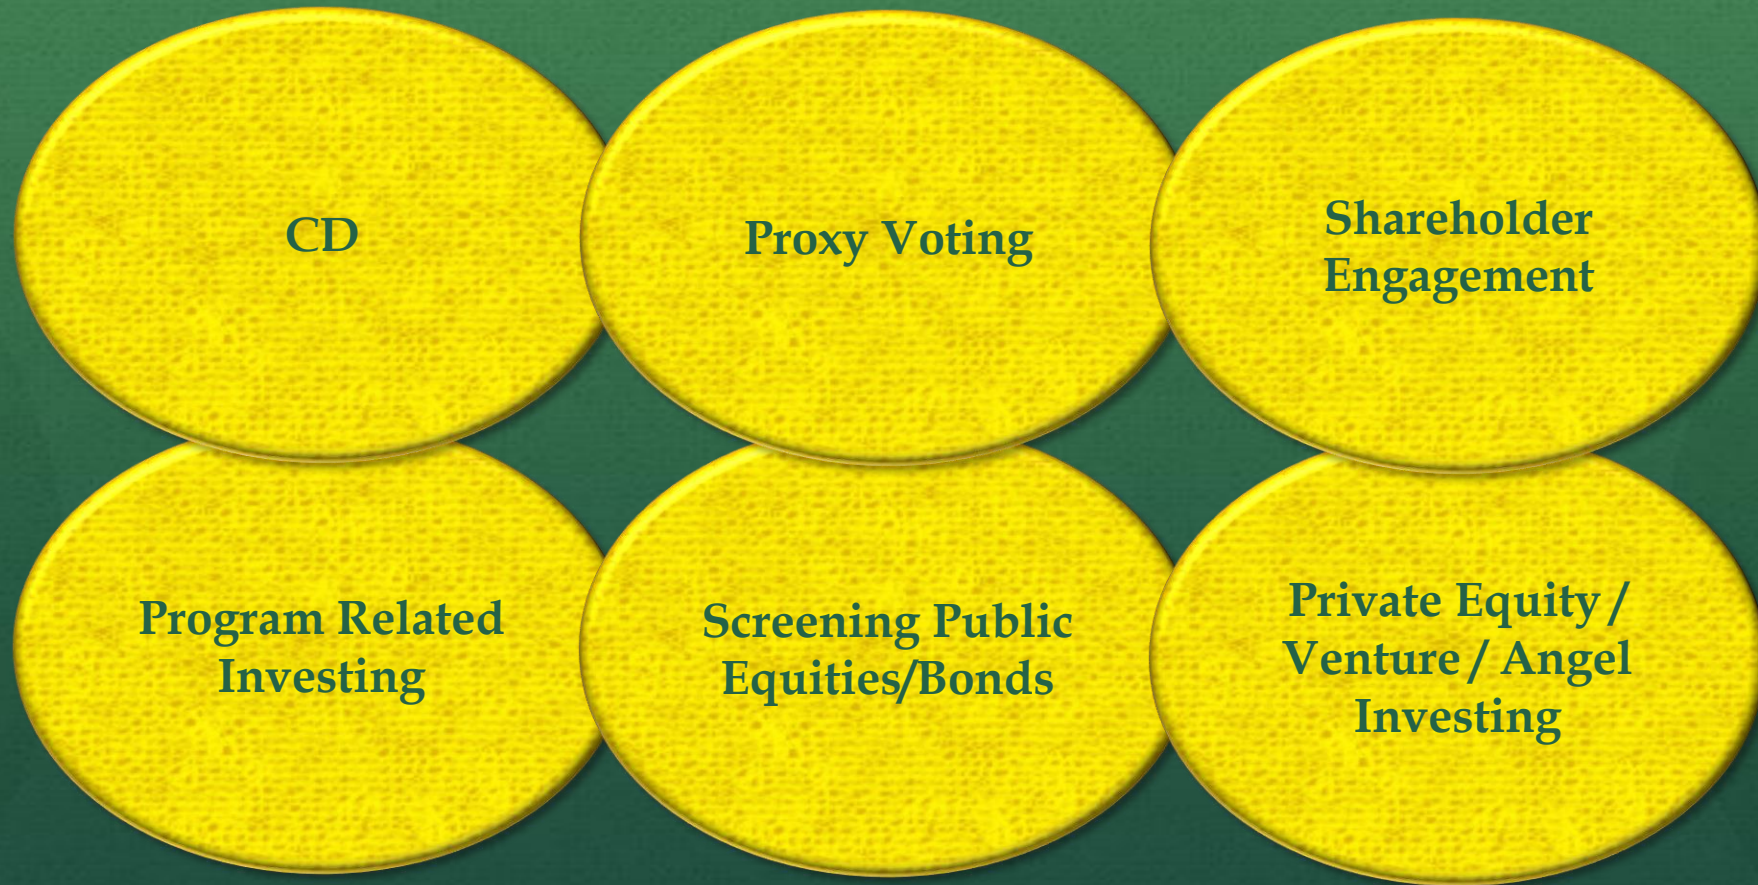 CD
Proxy Voting
Shareholder
Engagement
Program Related
Investing
Screening Public
Equities/Bonds
Private Equity /
Venture / Angel
Investing